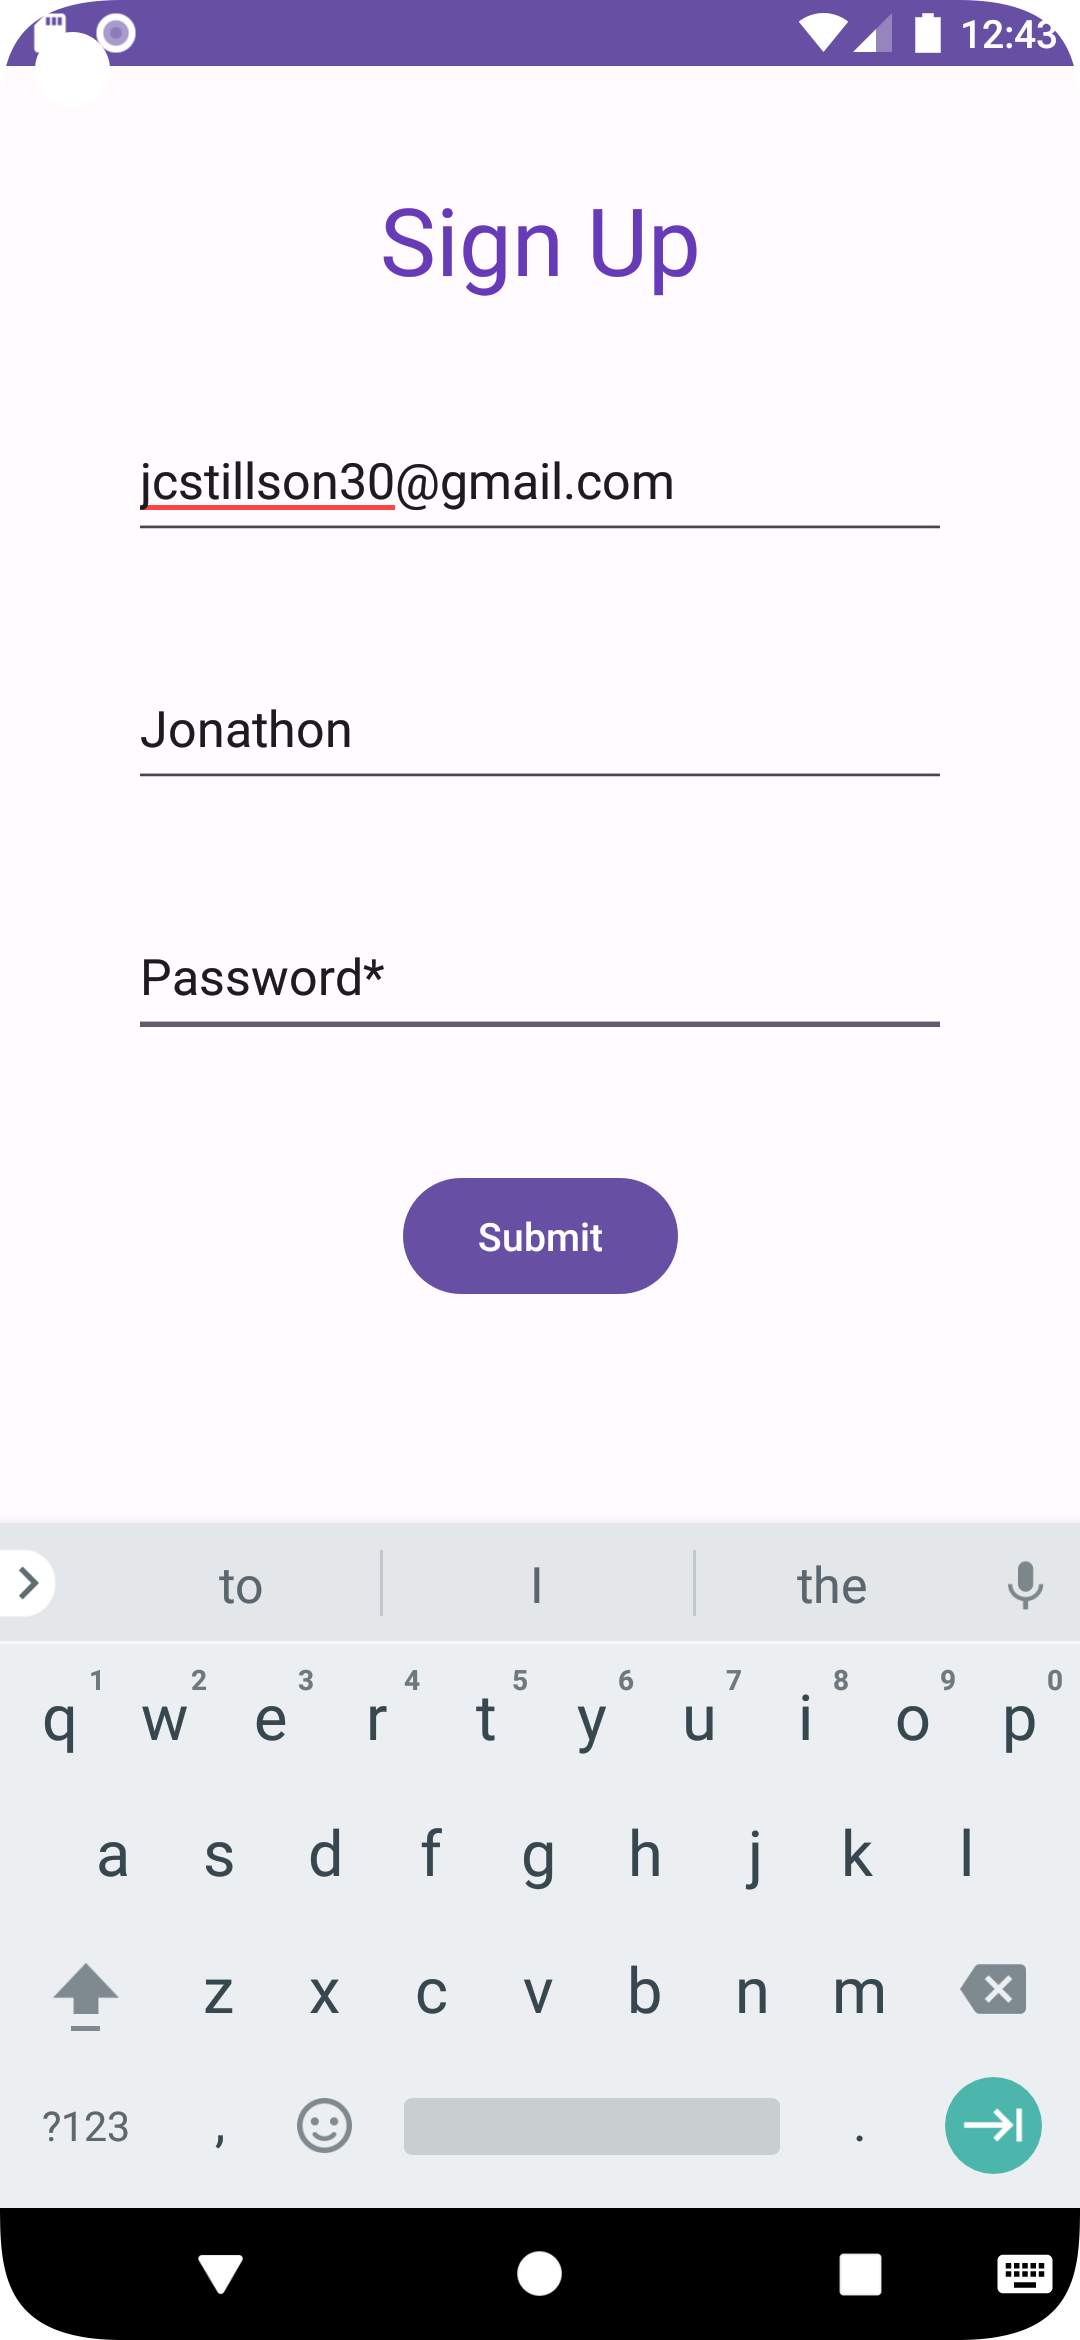 12:43
Sign Up
jcstillson30@gmail.com
Jonathon
Password*
Submit
to I the
1 2 3 4 5 6 7 8 9 0
q w e r t y u i o p
a s d f g h j k l
z x c v b n m
?123 , .